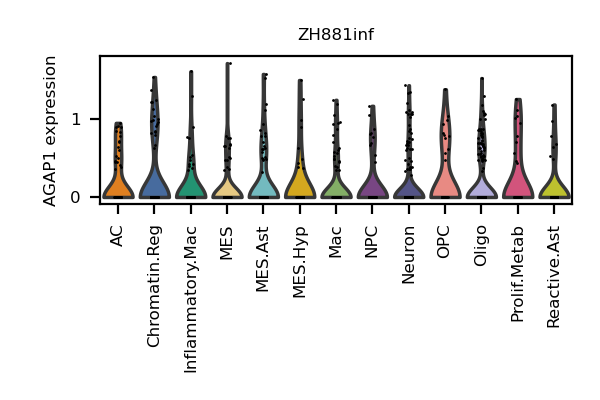 ZH881inf
AGAP1 expression
1
0
AC
Chromatin.Reg
Inflammatory.Mac
MES
MES.Ast
MES.Hyp
Mac
NPC
Neuron
OPC
Oligo
Prolif.Metab
Reactive.Ast